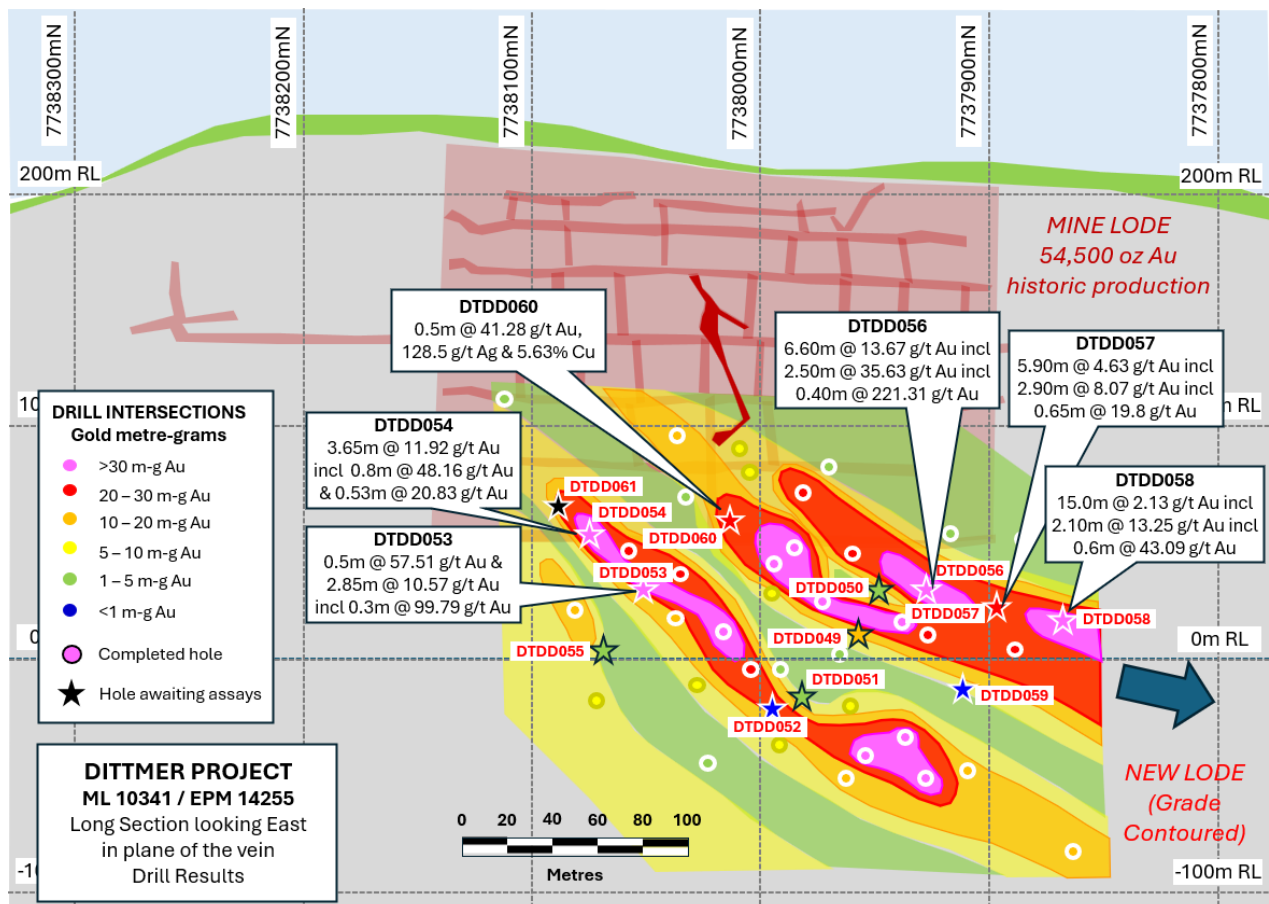 7738300mN
7738200mN
7738100mN
7738000mN
7737900mN
7737800mN
200m RL
200m RL
MINE LODE
54,500 oz Au
historic production
DTDD060
0.5m @ 41.28 g/t Au,
128.5 g/t Ag & 5.63% Cu
DTDD056
6.60m @ 13.67 g/t Au incl
2.50m @ 35.63 g/t Au incl
0.40m @ 221.31 g/t Au
DTDD057
5.90m @ 4.63 g/t Au incl
2.90m @ 8.07 g/t Au incl
0.65m @ 19.8 g/t Au
DTDD054
3.65m @ 11.92 g/t Au
incl 0.8m @ 48.16 g/t Au
& 0.53m @ 20.83 g/t Au
DTDD058
15.0m @ 2.13 g/t Au incl
2.10m @ 13.25 g/t Au incl
0.6m @ 43.09 g/t Au
DTDD053
0.5m @ 57.51 g/t Au &
2.85m @ 10.57 g/t Au
incl 0.3m @ 99.79 g/t Au
DRILL INTERSECTIONS
Gold metre-grams
>30 m-g Au
20 – 30 m-g Au
10 – 20 m-g Au
5 – 10 m-g Au
1 – 5 m-g Au
<1 m-g Au
Completed hole
Hole awaiting assays
DTDD061
DTDD054
DTDD060
DTDD053
DTDD056
DTDD050
DTDD057
DTDD058
DTDD049
0m RL
DTDD055
DTDD051
DTDD059
DTDD052
DITTMER PROJECT
ML 10341 / EPM 14255
Long Section looking East
in plane of the vein
Drill Results
0 20 40 60 80 100
Metres
NEW LODE
(Grade
Contoured)
-100m RL